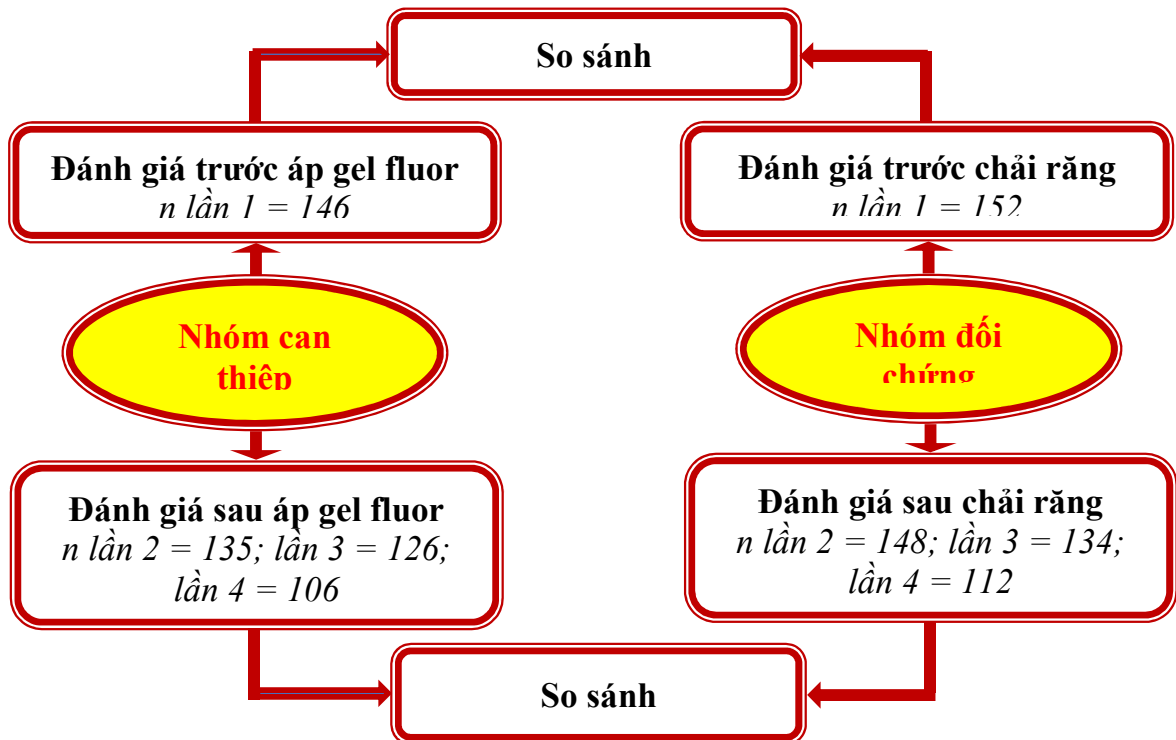 So sánh
Đánh giá trước áp gel fluor
n lần 1 = 146
Đánh giá trước chải răng
n lần 1 = 152
Nhóm can
thiệp
Nhóm đối
chứng
Đánh giá sau áp gel fluor
n lần 2 = 135; lần 3 = 126;
lần 4 = 106
Đánh giá sau chải răng
n lần 2 = 148; lần 3 = 134;
lần 4 = 112
So sánh